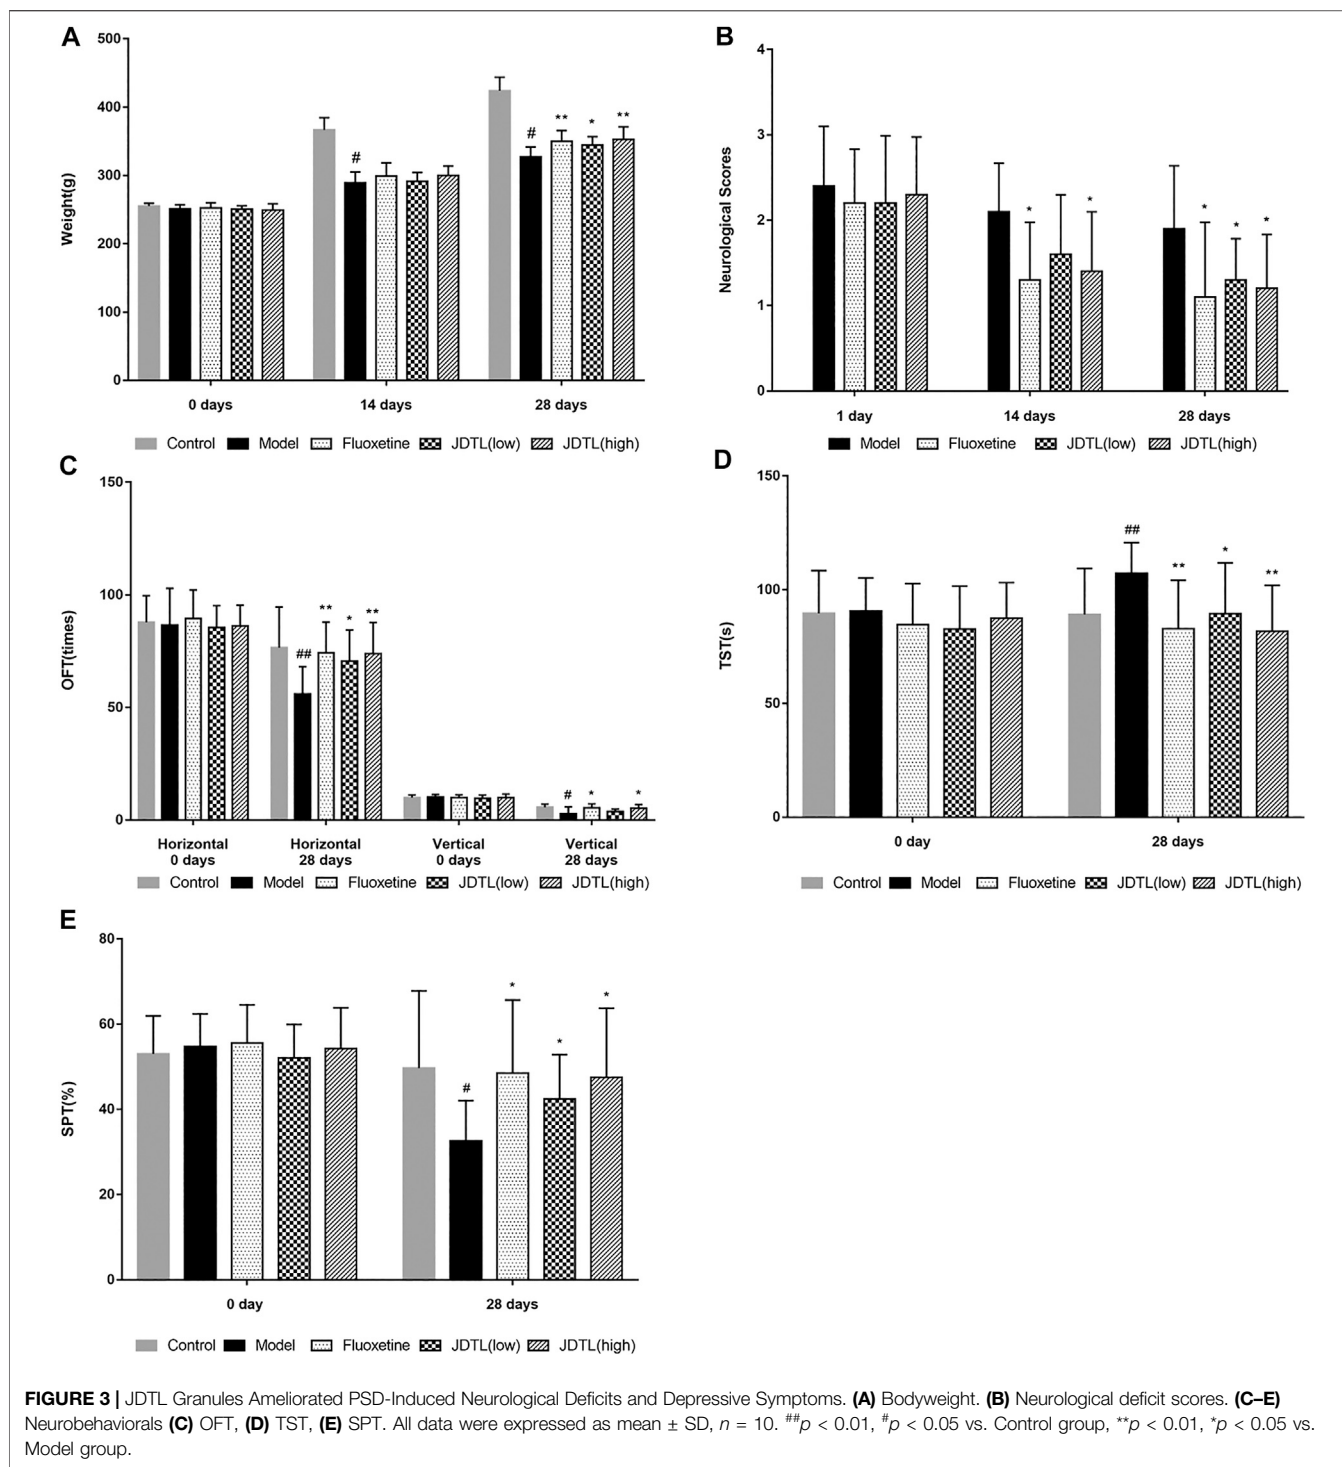 A
500
400
300
200
100
0
Weight(g)
#
#
**
*
**
0 days 14 days 28 days
Control Model Fluoxetine JDTL(low) JDTL(high)
B
4
3
2
1
0
Neurological Scores
*
*
*
*
*
1 day 14 days 28 days
Model Fluoxetine JDTL(low) JDTL(high)
C
150
100
50
0
OFT(times)
##
**
*
**
#
*
*
Horizontal Horizontal Vertical Vertical
0 days 28 days 0 days 28 days
Control Model Fluoxetine JDTL(low) JDTL(high)
D
150
100
50
0
TST(s)
##
**
*
**
0 day 28 days
Control Model Fluoxetine JDTL(low) JDTL(high)
E
80
60
40
20
0
SPT(%)
#
*
*
*
0 day 28 days
Control Model Fluoxetine JDTL(low) JDTL(high)
FIGURE 3 | JDTL Granules Ameliorated PSD-Induced Neurological Deficits and Depressive Symptoms. (A) Bodyweight. (B) Neurological deficit scores. (C–E)
Neurobehaviorals (C) OFT, (D) TST, (E) SPT. All data were expressed as mean ± SD, n = 10. ##p < 0.01, #p < 0.05 vs. Control group, **p < 0.01, *p < 0.05 vs.
Model group.